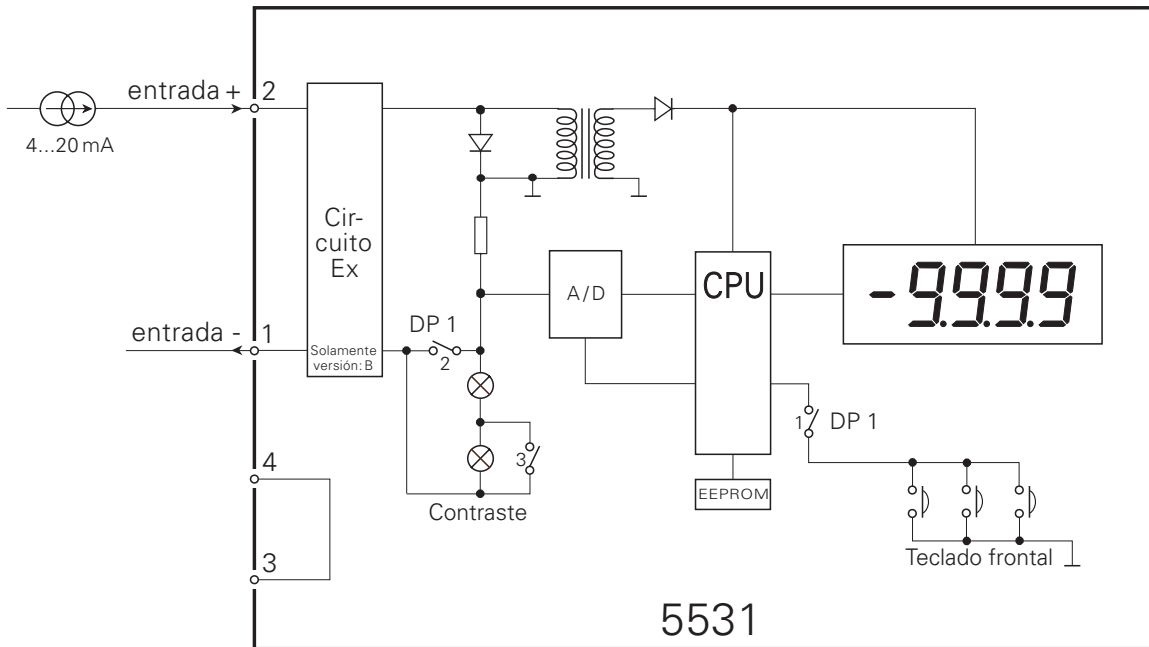 entrada + 2
4...20 mA
Cir-
cuito
Ex
Solamente
versión: B
entrada - 1
DP 1
2
3
Contraste
A/D
CPU
EEPROM
-9.9.9.9
1 DP 1
Teclado frontal
4
3
5531